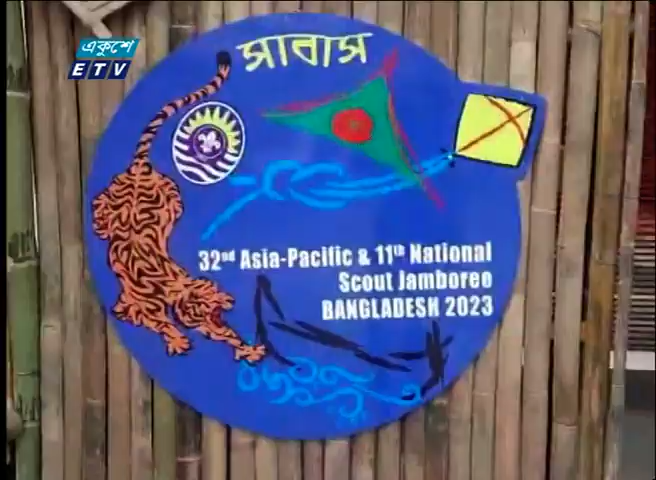 একুশে
ETV
সাবাস
32nd Asia-Pacific & 11th National
Scout Jamboree
BANGLADESH 2023